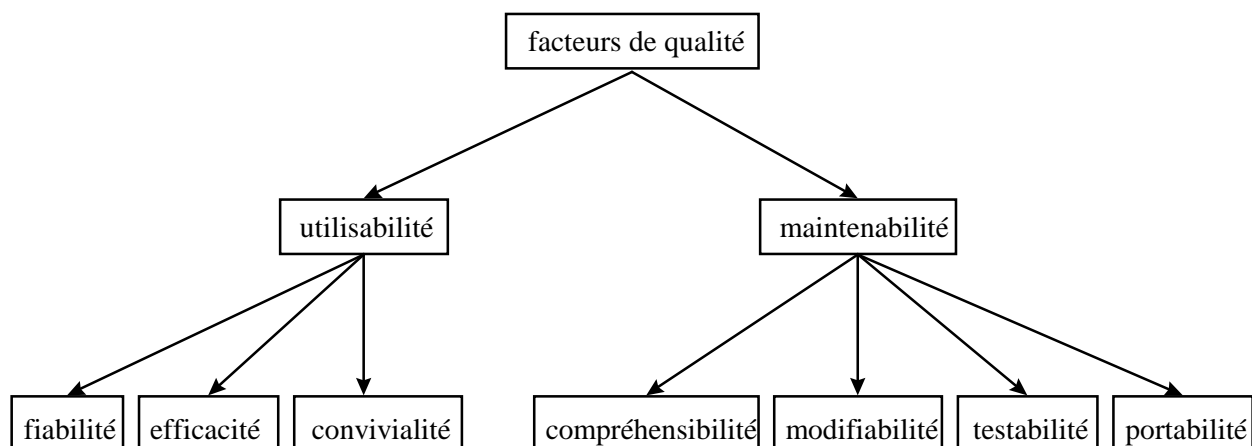 facteurs de qualité
utilisabilité
maintenabilité
fiabilité
efficacité
convivialité
compréhensibilité
modifiabilité
testabilité
portabilité